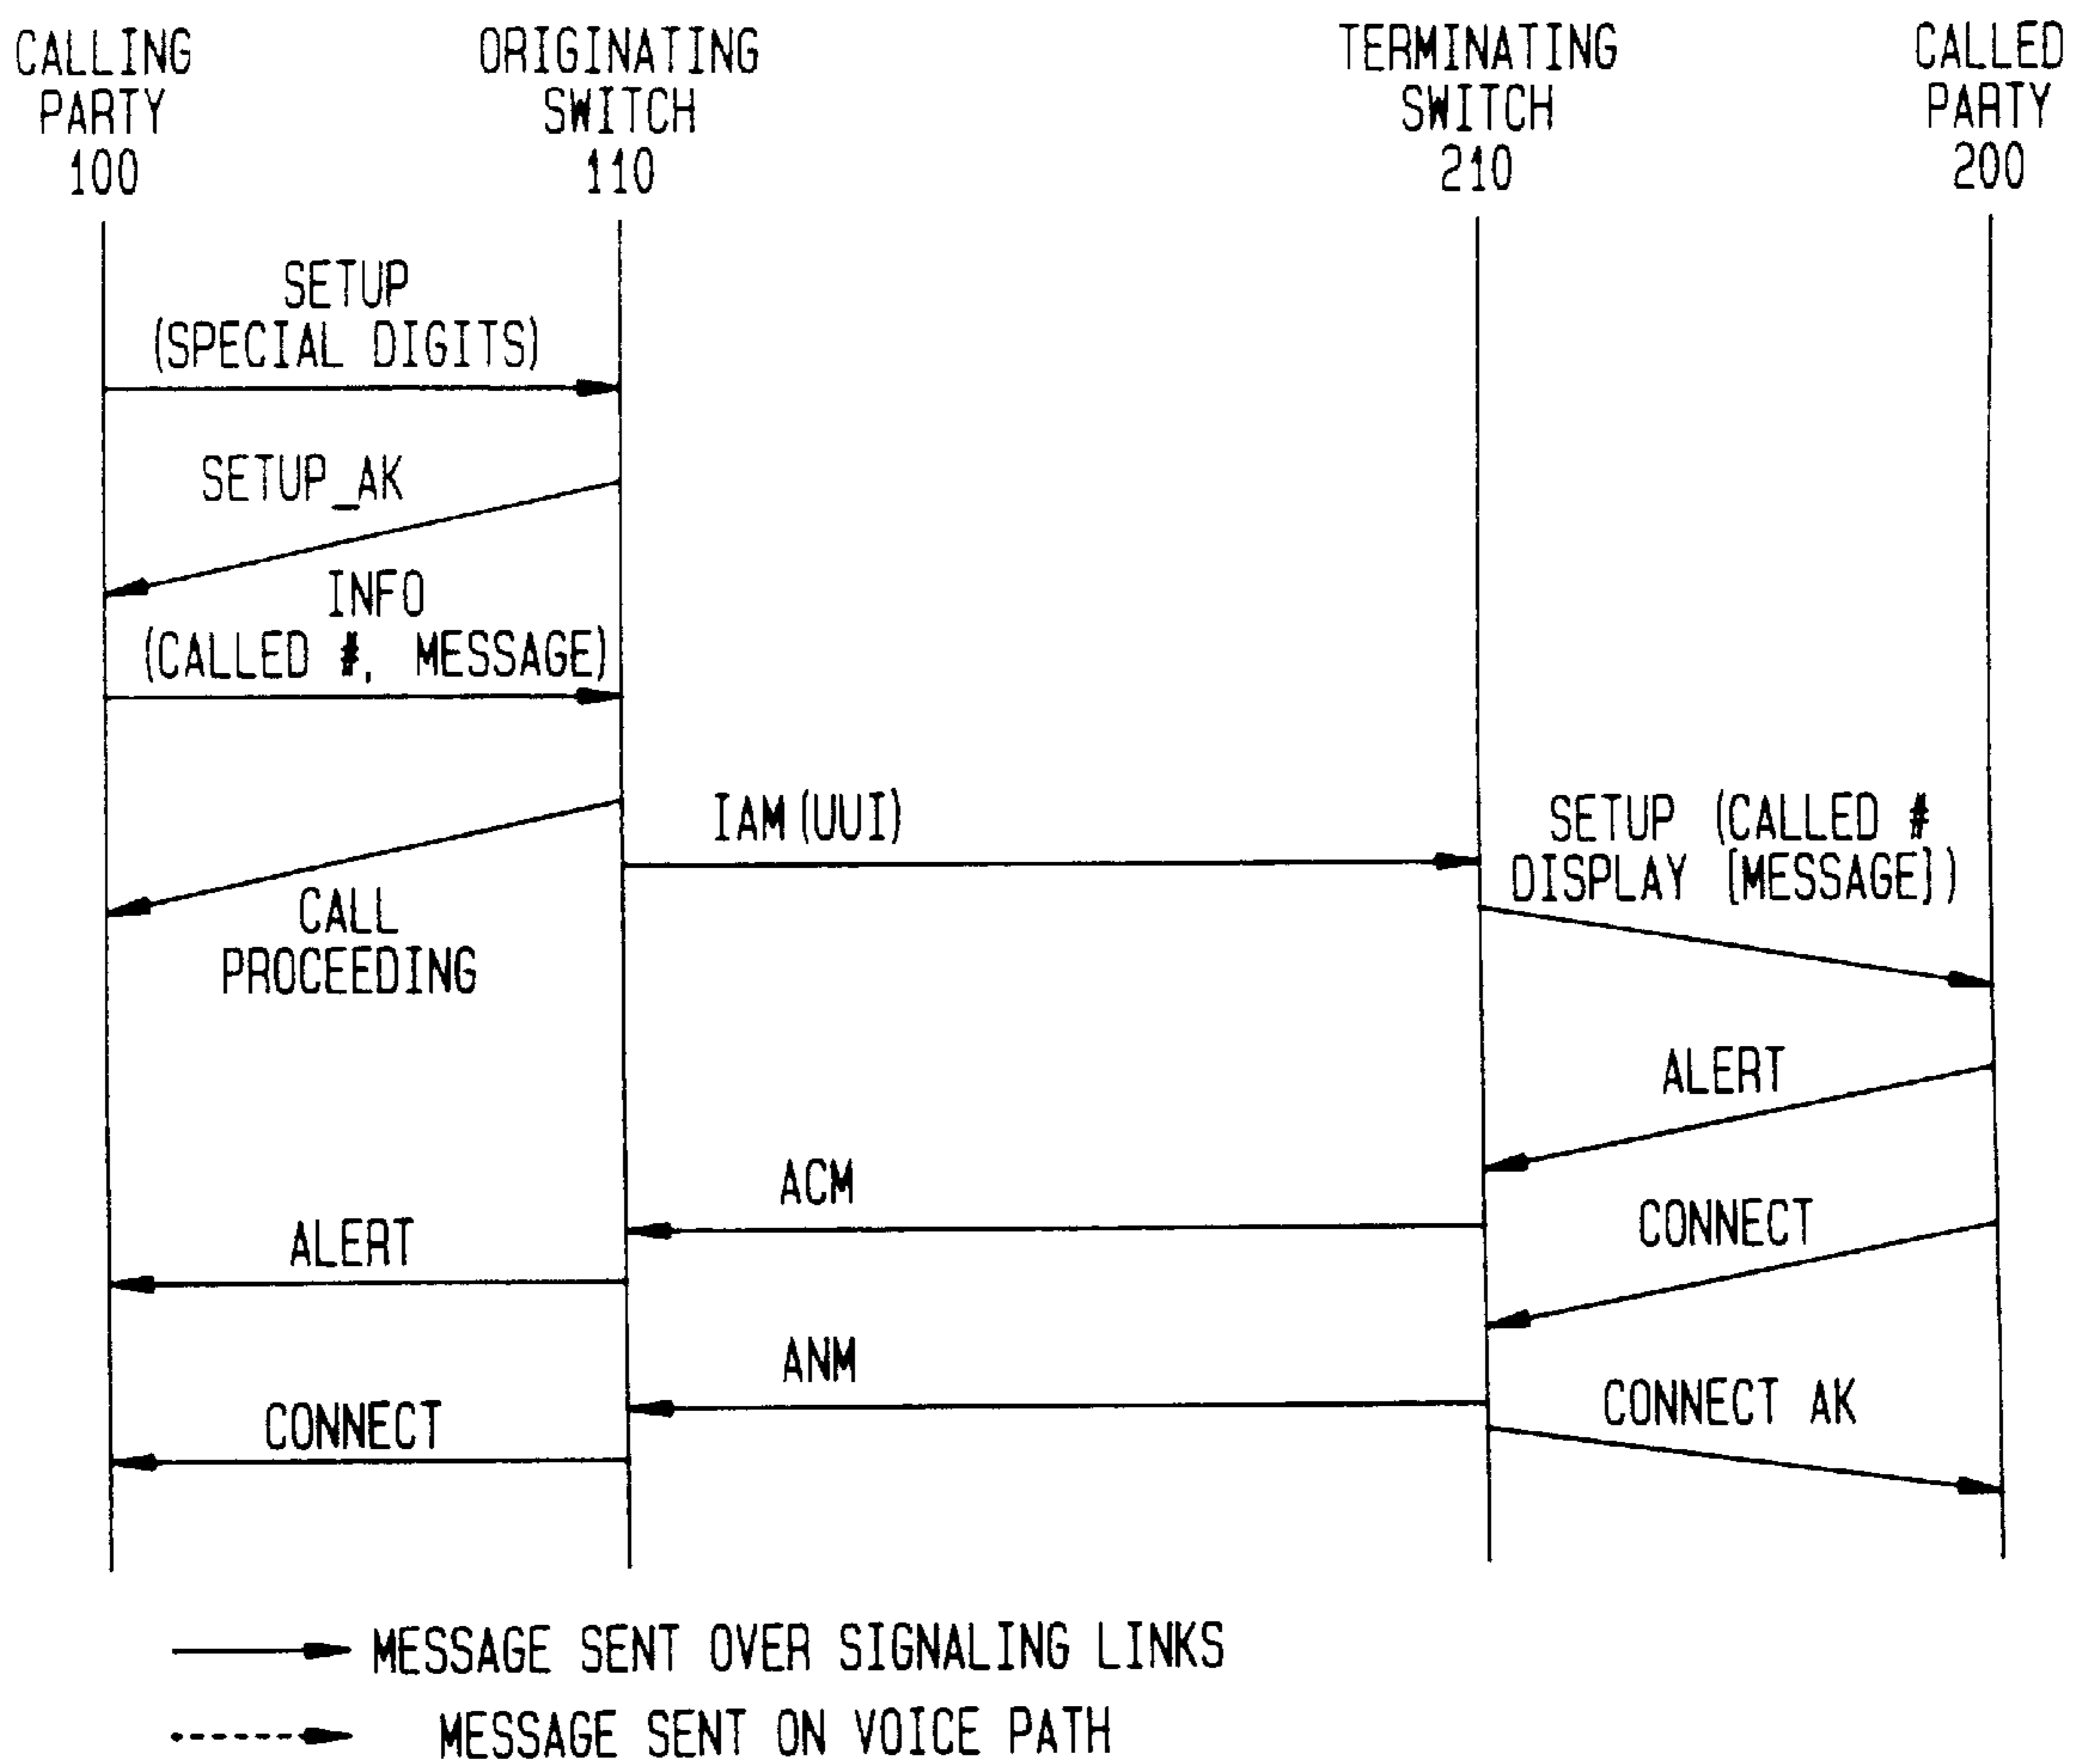 CALLING
PARTY
100
ORIGINATING
SWITCH
110
TERMINATING
SWITCH
210
CALLED
PARTY
200
SETUP
(SPECIAL DIGITS)
SETUP_AK
INFO
(CALLED #, MESSAGE)
IAM(UUI)
SETUP (CALLED #
DISPLAY [MESSAGE])
CALL
PROCEEDING
ALERT
ACM
CONNECT
ALERT
ANM
CONNECT AK
CONNECT
MESSAGE SENT OVER SIGNALING LINKS
MESSAGE SENT ON VOICE PATH